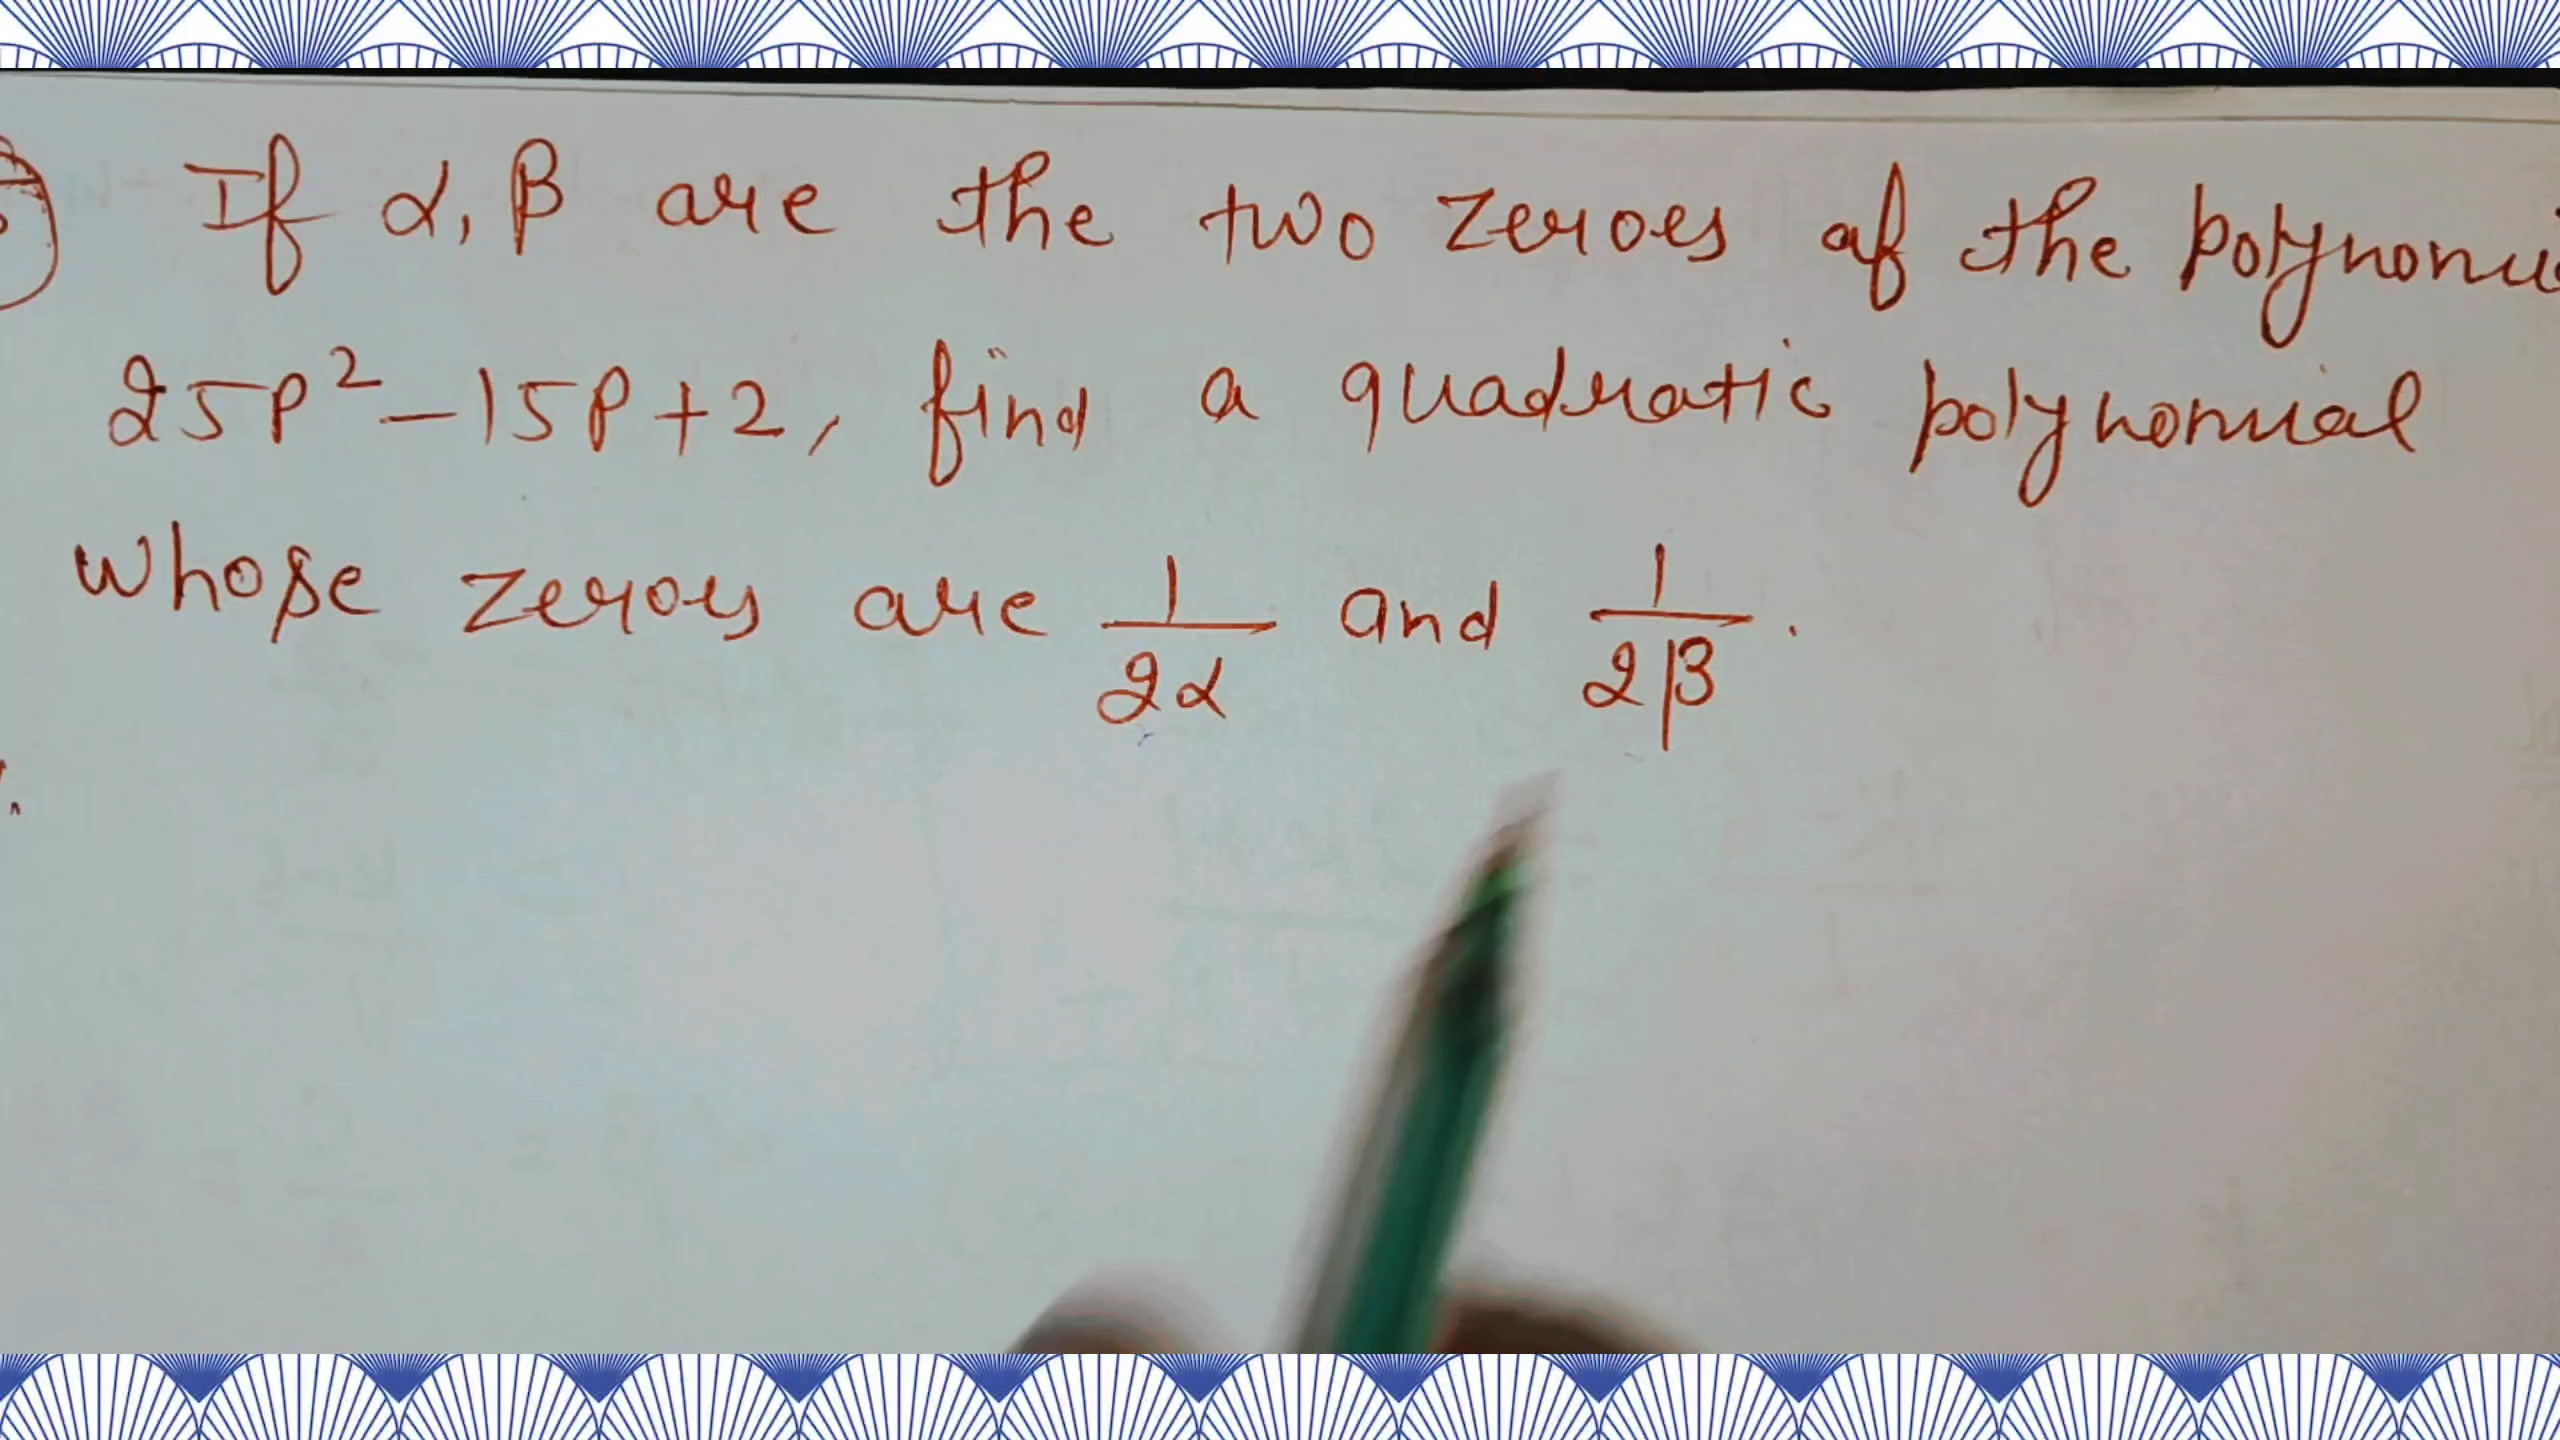 If α, β are the two zeroes of the polynomi
25p² - 15p + 2, find a quadratic polynomial
whose zeroes are 1/2α and 1/2β.